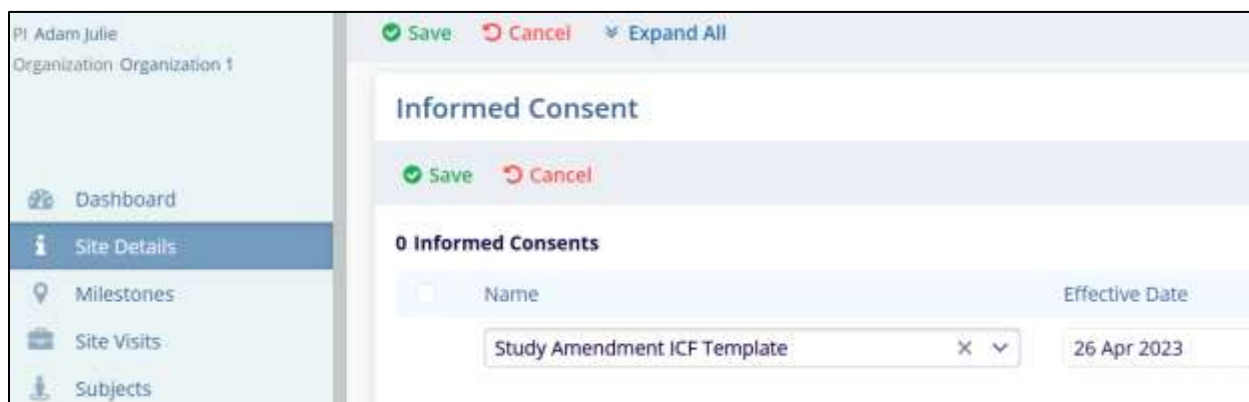 PI Adam Julie
Organization Organization 1
Dashboard
Site Details
Milestones
Site Visits
Subjects
Save Cancel Expand All
Informed Consent
Save Cancel
0 Informed Consents
Name Effective Date
Study Amendment ICF Template 26 Apr 2023